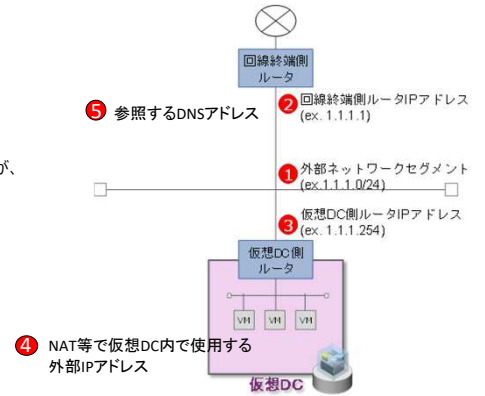 回線終端側
ルータ
❺ 参照するDNSアドレス
❷ 回線終端側ルータIPアドレス
(ex. 1.1.1.1)
が、
❶ 外部ネットワークセグメント
(ex.1.1.1.0/24)
❸ 仮想DC側ルータIPアドレス
(ex. 1.1.1.254)
仮想DC側
ルータ
VM VM VM
❹ NAT等で仮想DC内で使用する
外部IPアドレス
仮想DC